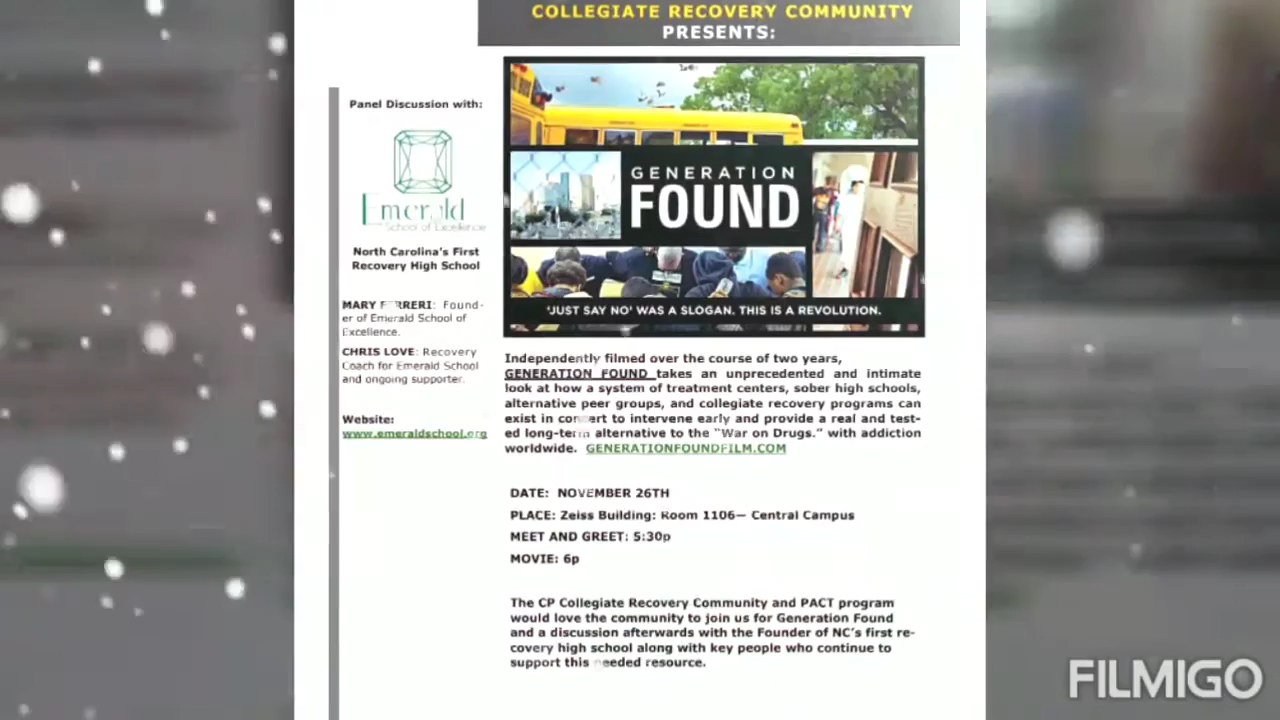 COLLEGIATE RECOVERY COMMUNITY
PRESENTS:
Panel Discussion with:
Emerald
School of Excellence
North Carolina's First
Recovery High School
MARY FERRERI: Found-
er of Emerald School of
Excellence.
CHRIS LOVE: Recovery
Coach for Emerald School
and ongoing supporter.
Website:
www.emeraldschool.org
GENERATION
FOUND
'JUST SAY NO' WAS A SLOGAN. THIS IS A REVOLUTION.
Independently filmed over the course of two years,
GENERATION FOUND takes an unprecedented and intimate
look at how a system of treatment centers, sober high schools,
alternative peer groups, and collegiate recovery programs can
exist in concert to intervene early and provide a real and test-
ed long-term alternative to the "War on Drugs." with addiction
worldwide. GENERATIONFOUNDFILM.COM
DATE: NOVEMBER 26TH
PLACE: Zeiss Building: Room 1106— Central Campus
MEET AND GREET: 5:30p
MOVIE: 6p
The CP Collegiate Recovery Community and PACT program
would love the community to join us for Generation Found
and a discussion afterwards with the Founder of NC's first re-
covery high school along with key people who continue to
support this needed resource.
FILMIGO